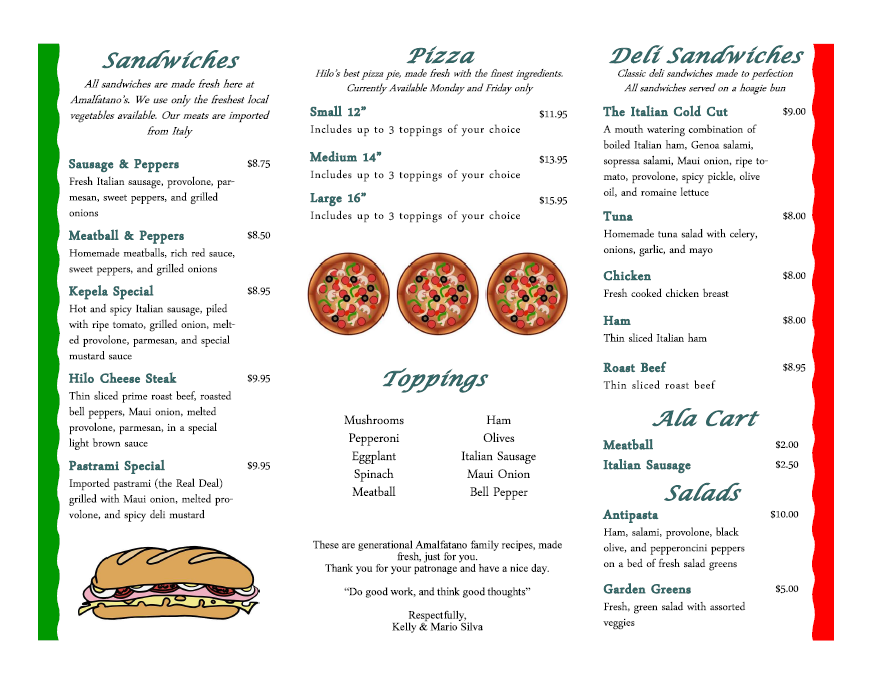 Sandwiches
All sandwiches are made fresh here at
Amalfatano's. We use only the freshest local
vegetables available. Our meats are imported
from Italy
Sausage & Peppers $8.75
Fresh Italian sausage, provolone, par-
mesan, sweet peppers, and grilled
onions
Meatball & Peppers $8.50
Homemade meatballs, rich red sauce,
sweet peppers, and grilled onions
Kepela Special $8.95
Hot and spicy Italian sausage, piled
with ripe tomato, grilled onion, melt-
ed provolone, parmesan, and special
mustard sauce
Hilo Cheese Steak $9.95
Thin sliced prime roast beef, roasted
bell peppers, Maui onion, melted
provolone, parmesan, in a special
light brown sauce
Pastrami Special $9.95
Imported pastrami (the Real Deal)
grilled with Maui onion, melted pro-
volone, and spicy deli mustard
Pizza
Hilo's best pizza pie, made fresh with the finest ingredients.
Currently Available Monday and Friday only
Small 12" $11.95
Includes up to 3 toppings of your choice
Medium 14" $13.95
Includes up to 3 toppings of your choice
Large 16" $15.95
Includes up to 3 toppings of your choice
Toppings
Mushrooms Ham
Pepperoni Olives
Eggplant Italian Sausage
Spinach Maui Onion
Meatball Bell Pepper
These are generational Amalfatano family recipes, made
fresh, just for you.
Thank you for your patronage and have a nice day.
"Do good work, and think good thoughts"
Respectfully,
Kelly & Mario Silva
Deli Sandwiches
Classic deli sandwiches made to perfection
All sandwiches served on a hoagie bun
The Italian Cold Cut $9.00
A mouth watering combination of
boiled Italian ham, Genoa salami,
sopressa salami, Maui onion, ripe to-
mato, provolone, spicy pickle, olive
oil, and romaine lettuce
Tuna $8.00
Homemade tuna salad with celery,
onions, garlic, and mayo
Chicken $8.00
Fresh cooked chicken breast
Ham $8.00
Thin sliced Italian ham
Roast Beef $8.95
Thin sliced roast beef
Ala Cart
Meatball $2.00
Italian Sausage $2.50
Salads
Antipasta $10.00
Ham, salami, provolone, black
olive, and pepperoncini peppers
on a bed of fresh salad greens
Garden Greens $5.00
Fresh, green salad with assorted
veggies